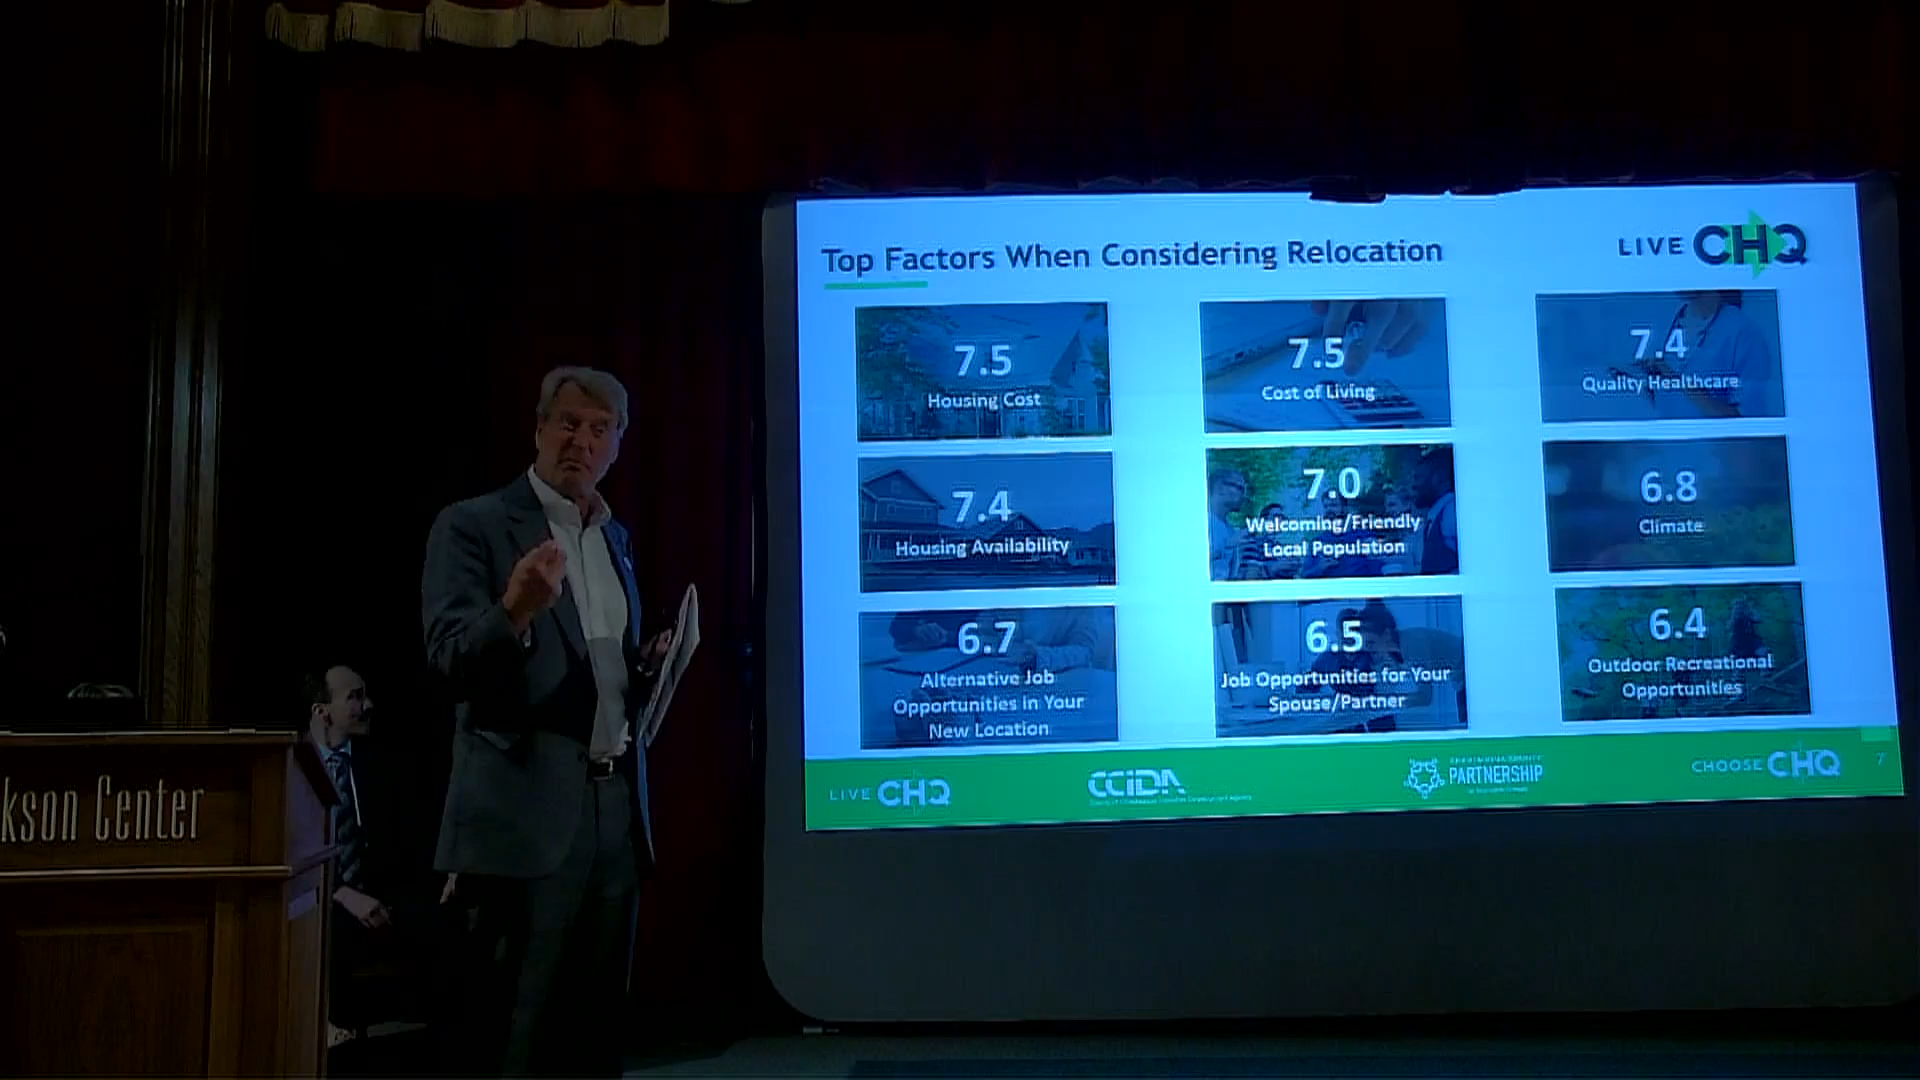 Top Factors When Considering Relocation
LIVE CHQ
7.5
Housing Cost
7.5
Cost of Living
7.4
Quality Healthcare
7.4
Housing Availability
7.0
Welcoming/Friendly
Local Population
6.8
Climate
6.7
Alternative Job
Opportunities in Your
New Location
6.5
Job Opportunities for Your
Spouse/Partner
6.4
Outdoor Recreational
Opportunities
LIVE CHQ
CCIDA
PARTNERSHIP
CHOOSE CHQ
7
kson Center